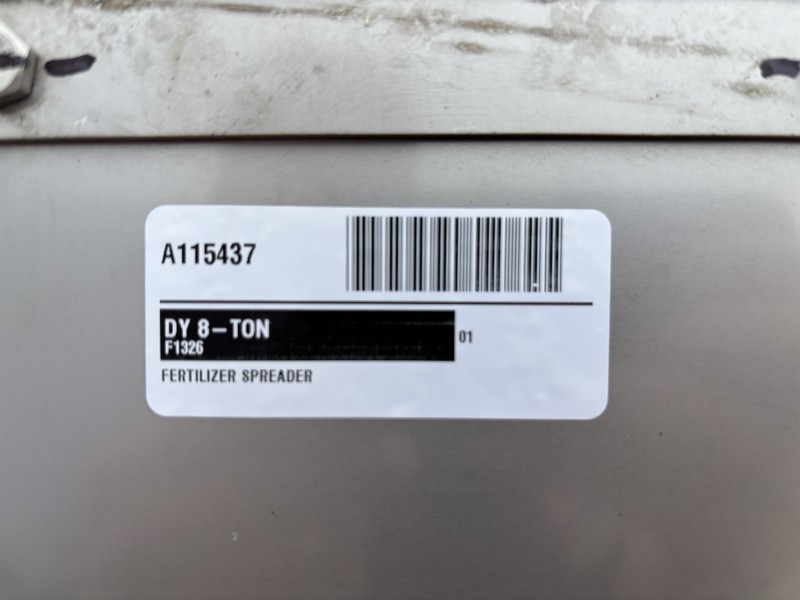 A115437
DY 8-TON
F1326
01
FERTILIZER SPREADER